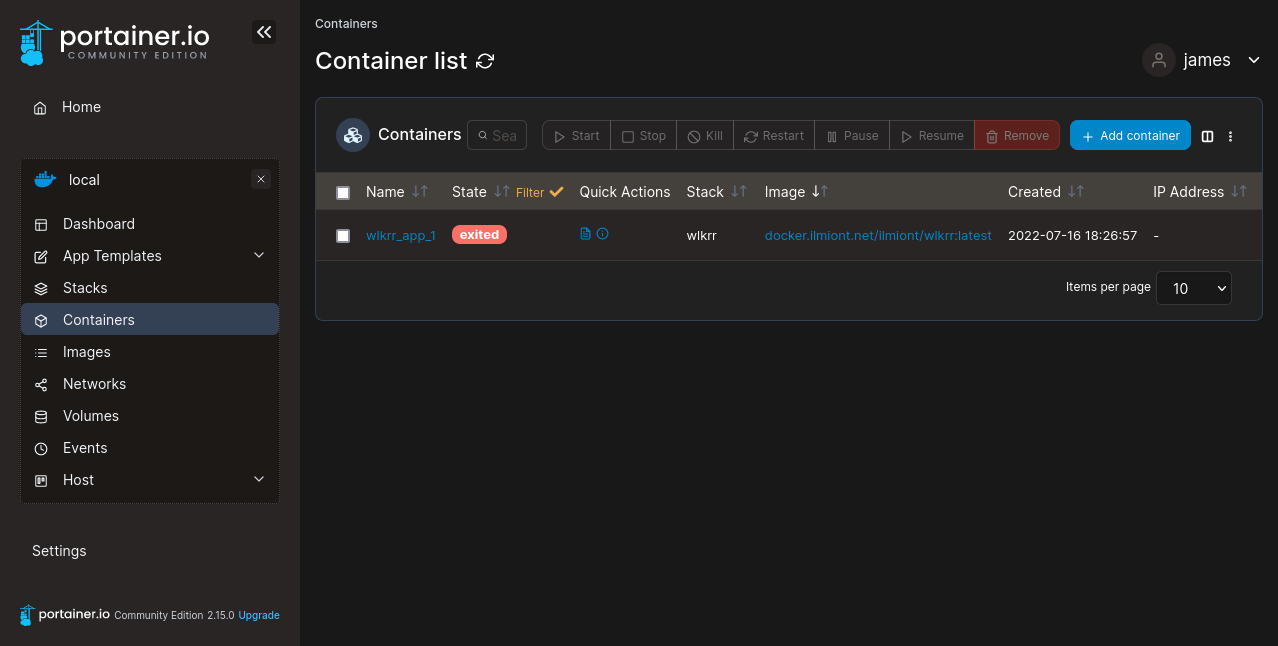 portainer.io
COMMUNITY EDITION
Home
local
Dashboard
App Templates
Stacks
Containers
Images
Networks
Volumes
Events
Host
Settings
portainer.io Community Edition 2.15.0 Upgrade
Containers
Container list
james
Containers Sea Start Stop Kill Restart Pause Resume Remove Add container
Name State Filter Quick Actions Stack Image Created IP Address
wlkrr_app_1 exited wlkrr docker.ilmiont.net/ilmiont/wlkrr:latest 2022-07-16 18:26:57 -
Items per page 10